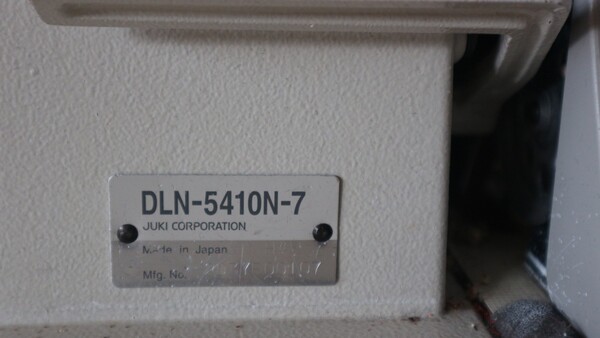 DLN-5410N-7
JUKI CORPORATION
Made in Japan
Mfg. No.